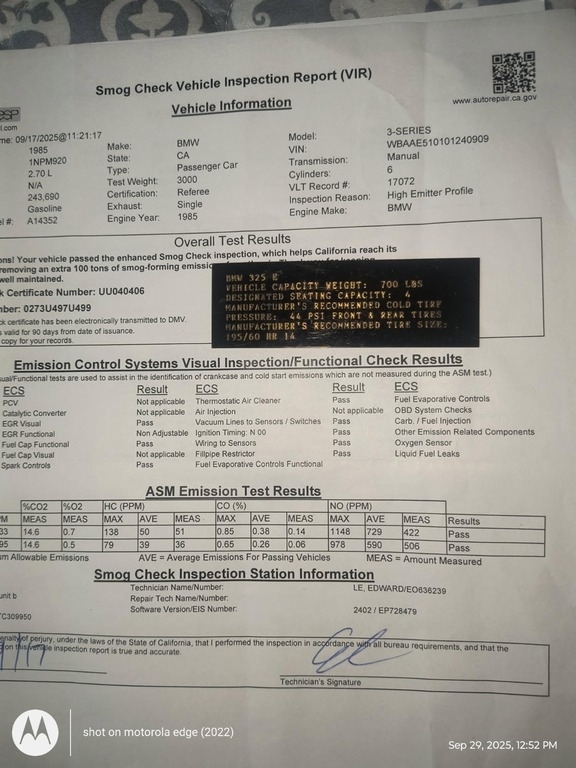 Smog Check Vehicle Inspection Report (VIR)
Vehicle Information
www.autorepair.ca.gov
09/17/2025@11:21:17
1985 Make: BMW Model: 3-SERIES
1NPM920 State: CA VIN: WBAAE510101240909
2.70 L Type: Passenger Car Transmission: Manual
N/A Test Weight: 3000 Cylinders: 6
243,690 Certification: Referee VLT Record #: 17072
Gasoline Exhaust: Single Inspection Reason: High Emitter Profile
A14352 Engine Year: 1985 Engine Make: BMW
Overall Test Results
ons! Your vehicle passed the enhanced Smog Check inspection, which helps California reach its
removing an extra 100 tons of smog-forming
well maintained.
k Certificate Number: UU040406
mber: 0273U497U499
ck certificate has been electronically transmitted to DMV.
s valid for 90 days from date of issuance.
copy for your records.
BMW 325 E
VEHICLE CAPACITY WEIGHT: 700 LBS
DESIGNATED SEATING CAPACITY: 4
MANUFACTURER'S RECOMMENDED COLD TIRE
PRESSURE: 44 PSI FRONT & REAR TIRES
MANUFACTURER'S RECOMMENDED TIRE SIZE:
195/60 HR 14
Emission Control Systems Visual Inspection/Functional Check Results
sual/Functional tests are used to assist in the identification of crankcase and cold start emissions which are not measured during the ASM test.)
ECS Result ECS Result ECS
PCV Not applicable Thermostatic Air Cleaner Pass Fuel Evaporative Controls
Catalytic Converter Not applicable Air Injection Not applicable OBD System Checks
EGR Visual Pass Vacuum Lines to Sensors / Switches Pass Carb. / Fuel Injection
EGR Functional Non Adjustable Ignition Timing: N 00 Pass Other Emission Related Components
Fuel Cap Functional Pass Wiring to Sensors Pass Oxygen Sensor
Fuel Cap Visual Not applicable Fillpipe Restrictor Pass Liquid Fuel Leaks
Spark Controls Pass Fuel Evaporative Controls Functional
ASM Emission Test Results
%CO2 %O2 HC (PPM) CO (%) NO (PPM)
PM MEAS MEAS MAX AVE MEAS MAX AVE MEAS MAX AVE MEAS Results
33 14.6 0.7 138 50 51 0.85 0.38 0.14 1148 729 422 Pass
95 14.6 0.5 79 39 36 0.65 0.26 0.06 978 590 506 Pass
um Allowable Emissions AVE = Average Emissions For Passing Vehicles MEAS = Amount Measured
Smog Check Inspection Station Information
Technician Name/Number: LE, EDWARD/EO636239
unit b Repair Tech Name/Number:
Software Version/EIS Number: 2402 / EP728479
C309950
enalty of perjury, under the laws of the State of California, that I performed the inspection in accordance with all bureau requirements, and that the
on this vehicle inspection report is true and accurate.
Technician's Signature
shot on motorola edge (2022)
Sep 29, 2025, 12:52 PM